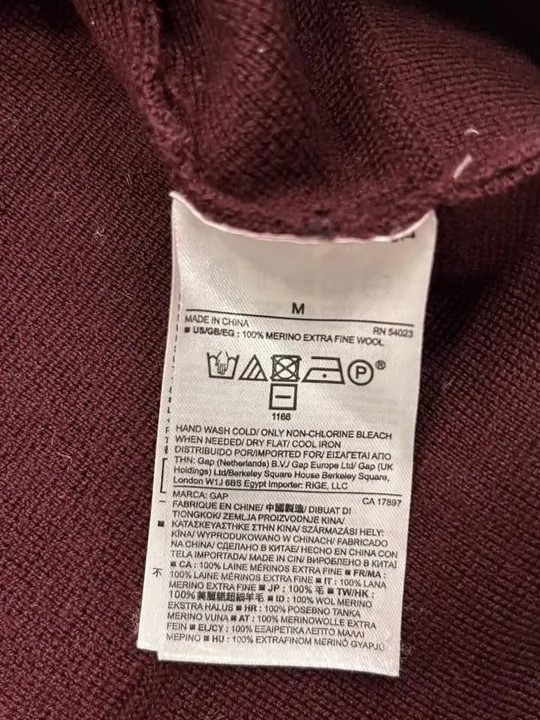 M
MADE IN CHINA RN 54023
■ US/GB/EG : 100% MERINO EXTRA FINE WOOL
P®
1166
HAND WASH COLD/ ONLY NON-CHLORINE BLEACH
WHEN NEEDED/ DRY FLAT/ COOL IRON
DISTRIBUIDO POR/IMPORTED FOR/ ΕΙΣΑΓΕΤΑΙ ΑΠΟ
ΤΗΝ: Gap (Netherlands) B.V./ Gap Europe Ltd/ Gap (UK
Holdings) Ltd/Berkeley Square House Berkeley Square,
London W1J 6BS Egypt Importer: RIGE, LLC
MARCA: GAP CA 17897
FABRIQUE EN CHINE/ 中國製造/ DIBUAT DI
TIONGKOK/ ZEMLJA PROIZVODNJE KINA/
ΚΑΤΑΣΚΕΥΑΣΤΗΚΕ ΣΤΗΝ ΚΙΝΑ/ SZÁRMAZÁSI HELY:
KÍNA/ WYPRODUKOWANO W CHINACH/ FABRICADO
NA CHINA/ СДЕЛАНО В КИТАЕ/ HECHO EN CHINA CON
TELA IMPORTADA/ MADE IN CIN/ ВИРОБЛЕНО В КИТАЇ
■ CA : 100% LAINE MÉRINOS EXTRA FINE ■ FR/MA :
100% LAINE MÉRINOS EXTRA FINE ■ IT : 100% LANA
MERINO EXTRA FINE ■ JP : 100% 毛 ■ TW/HK :
100% 美麗諾超細羊毛 ■ ID : 100% WOL MERINO
EKSTRA HALUS ■ HR : 100% POSEBNO TANKA
MERINO VUNA ■ AT : 100% MERINOWOLLE EXTRA
FEIN ■ EL/CY : 100% ΕΞΑΙΡΕΤΙΚΑ ΛΕΠΤΟ ΜΑΛΛΙ
ΜΕΡΙΝΟ ■ HU : 100% EXTRAFINOM MERINÓ GYAPJÚ
不